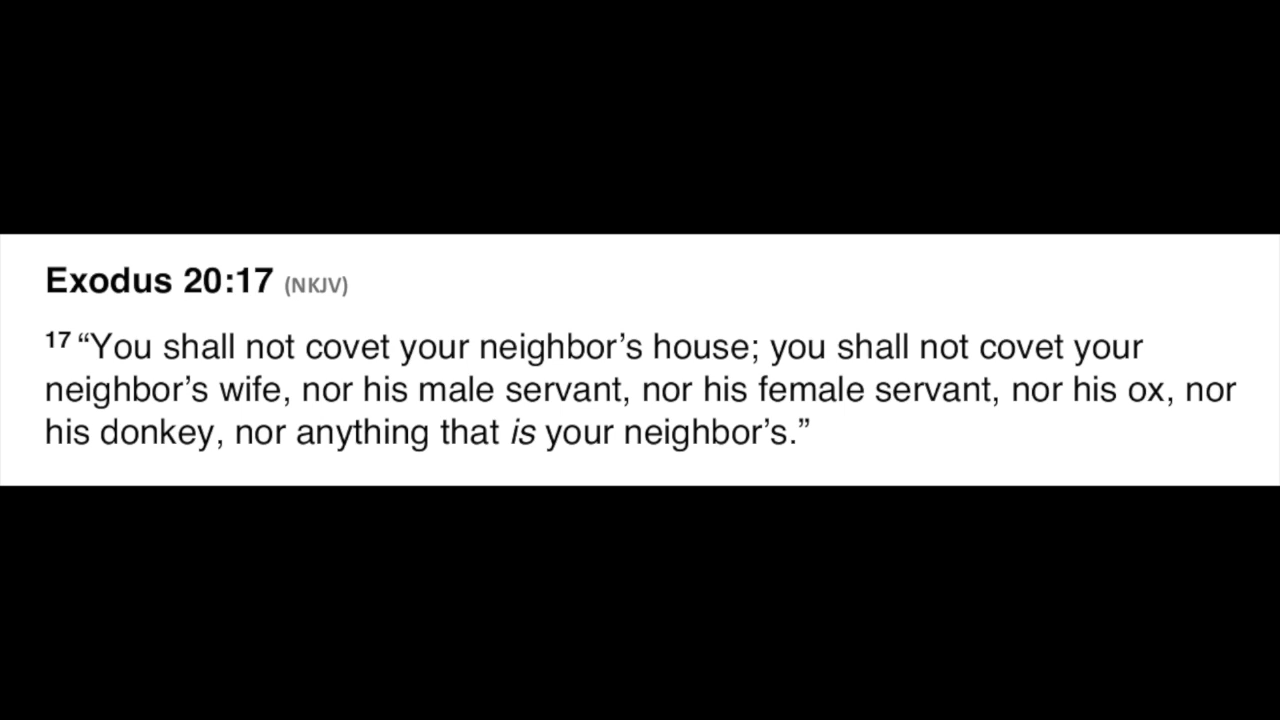 Exodus 20:17 (NKJV)
17 “You shall not covet your neighbor’s house; you shall not covet your
neighbor’s wife, nor his male servant, nor his female servant, nor his ox, nor
his donkey, nor anything that is your neighbor’s.”